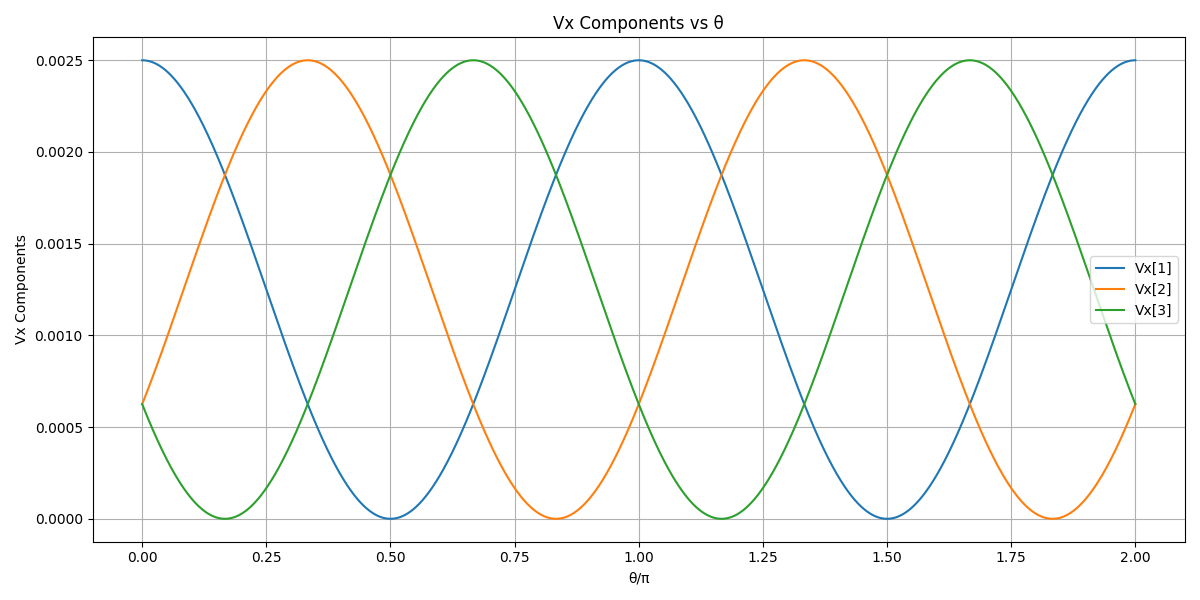 Vx Components vs θ
Vx Components
0.0025
0.0020
0.0015
0.0010
0.0005
0.0000
Vx[1]
Vx[2]
Vx[3]
0.00 0.25 0.50 0.75 1.00 1.25 1.50 1.75 2.00
θ/π